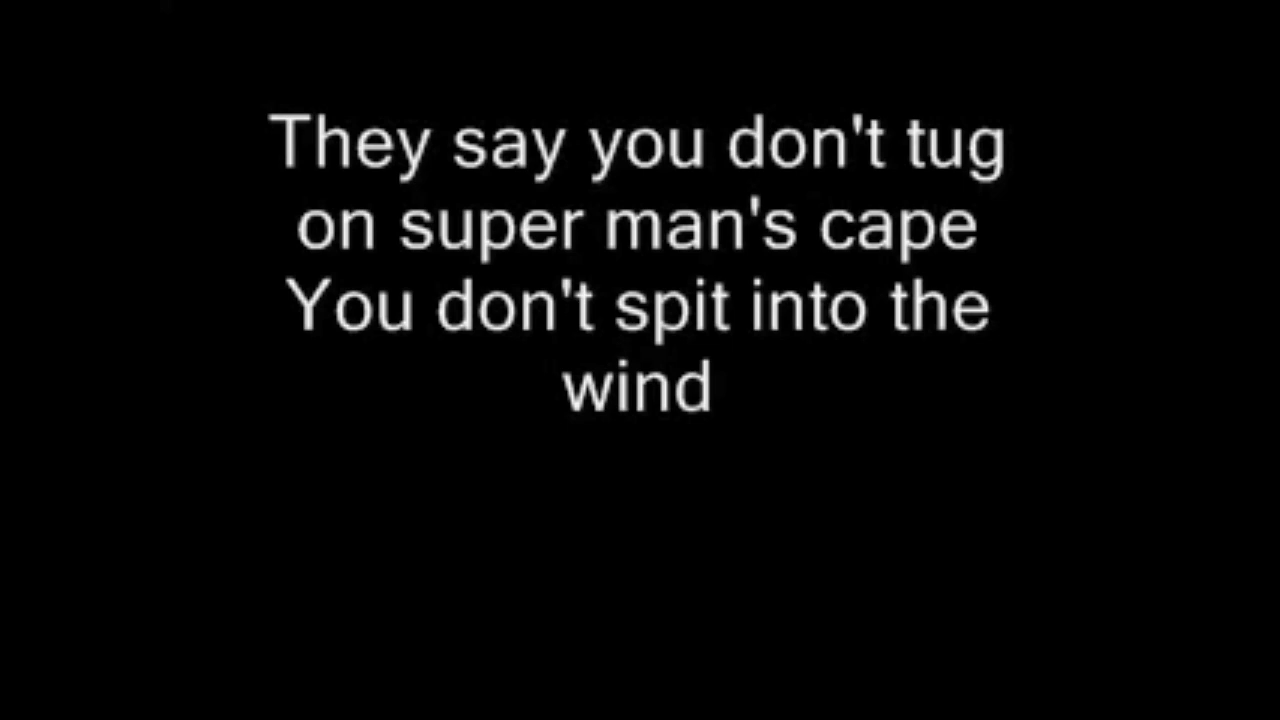 They say you don't tug
on super man's cape
You don't spit into the
wind